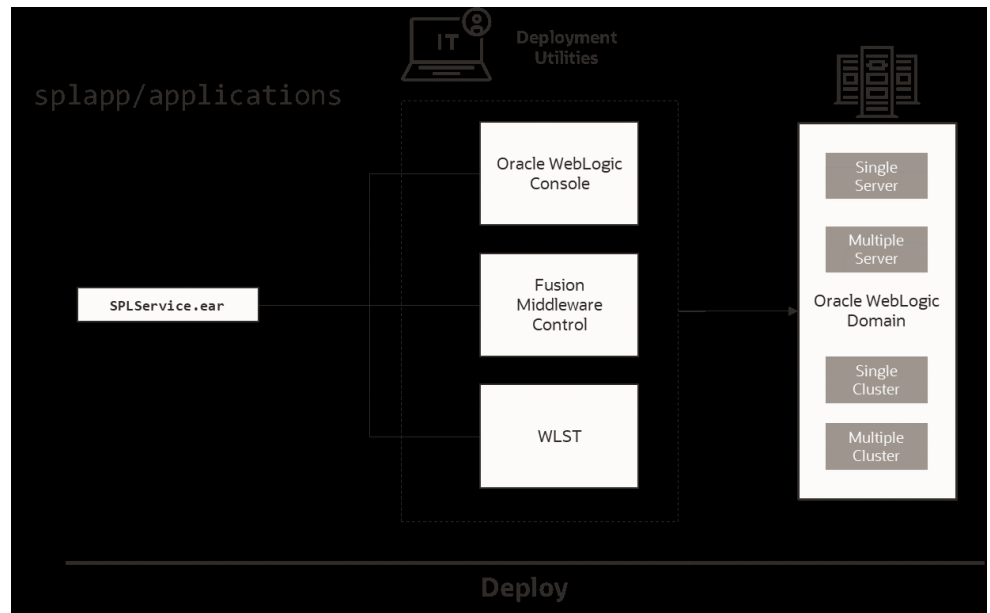 IT
Deployment
Utilities
splapp/applications
Oracle WebLogic
Console
Fusion
Middleware
Control
WLST
SPLService.ear
Single
Server
Multiple
Server
Oracle WebLogic
Domain
Single
Cluster
Multiple
Cluster
Deploy